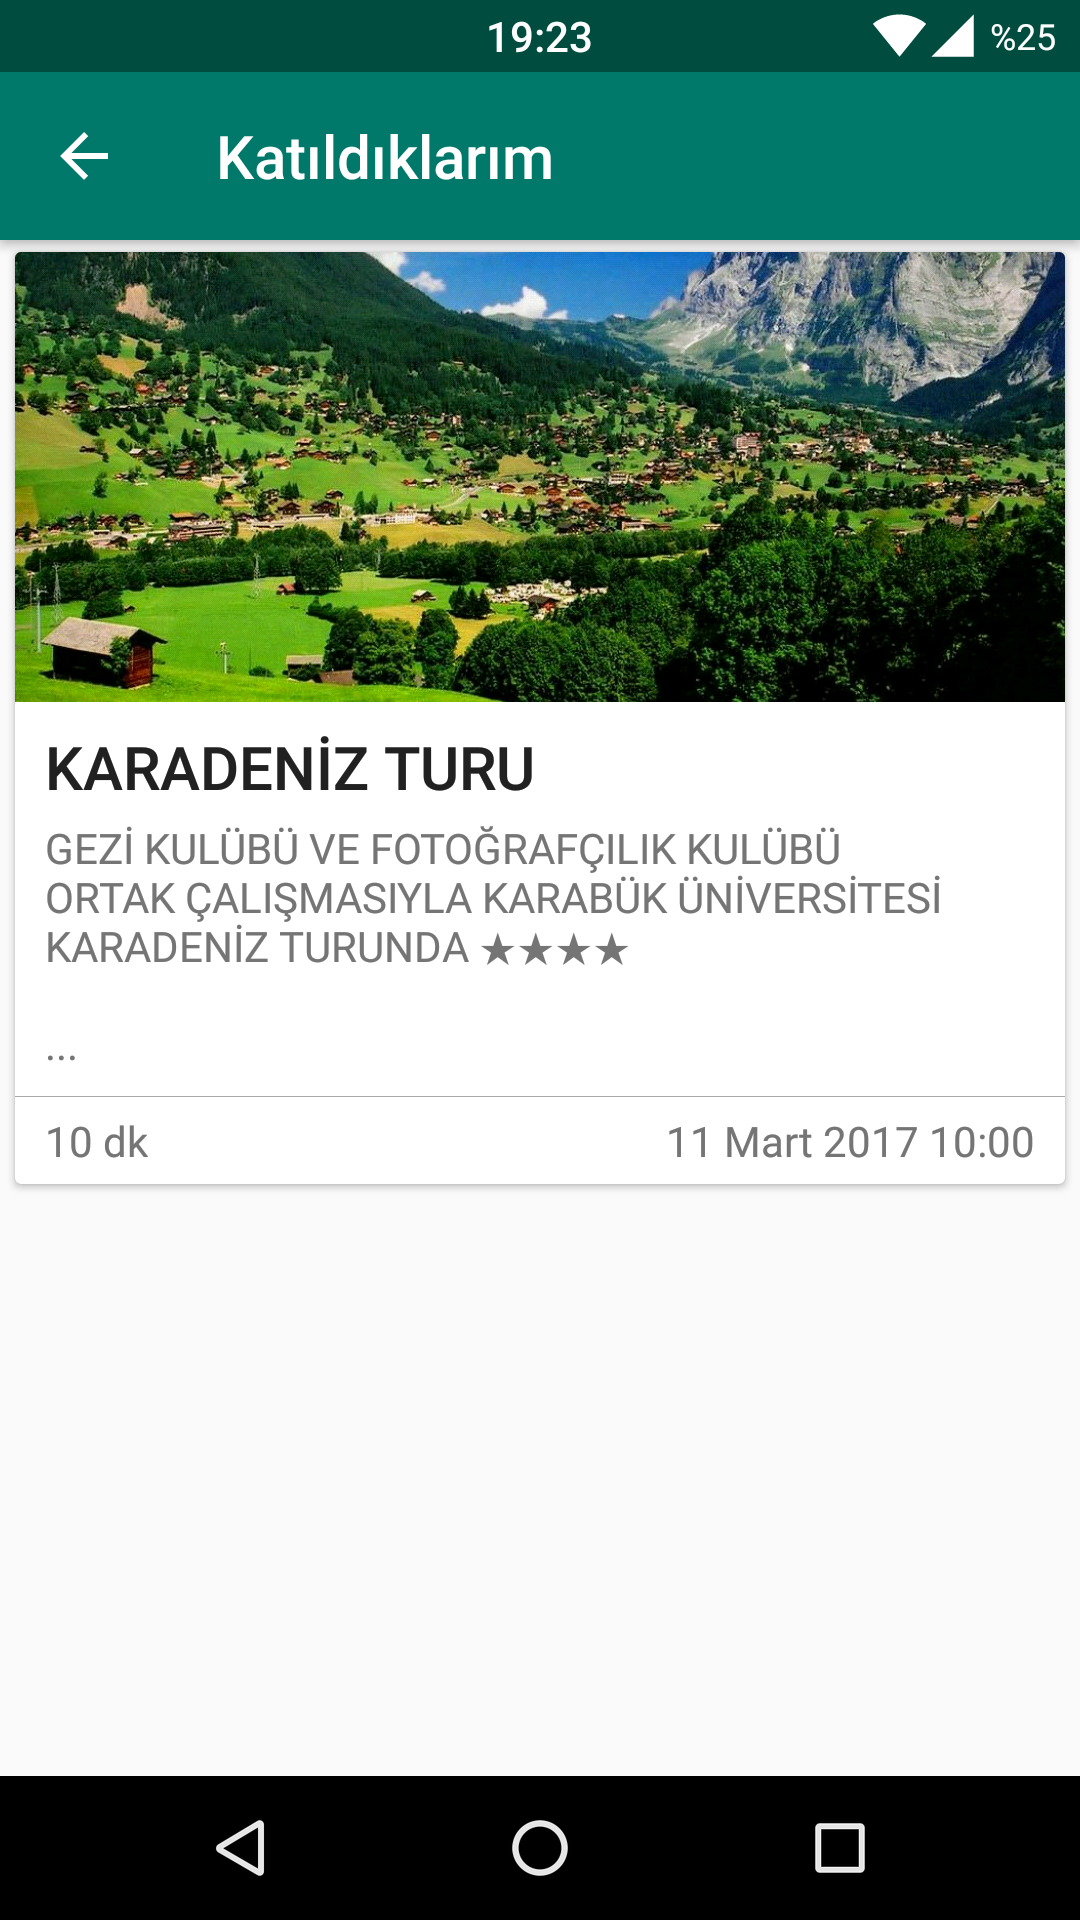 19:23
%25
Katıldıklarım
KARADENİZ TURU
GEZİ KULÜBÜ VE FOTOĞRAFÇILIK KULÜBÜ
ORTAK ÇALIŞMASIYLA KARABÜK ÜNİVERSİTESİ
KARADENİZ TURUNDA ★★★★
...
10 dk
11 Mart 2017 10:00